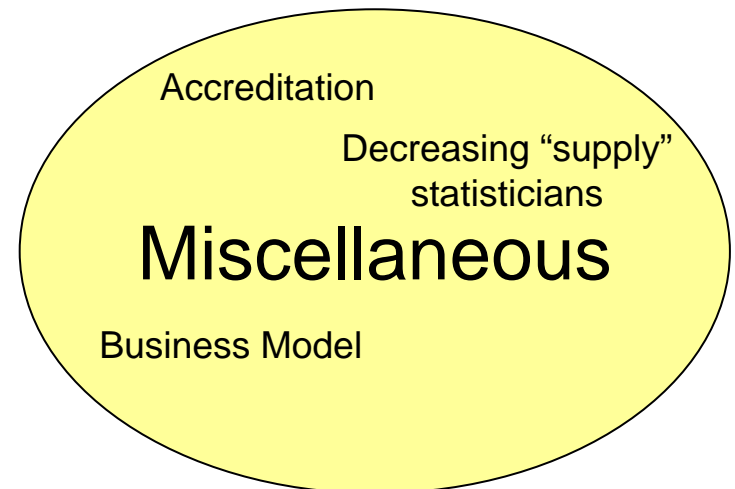 Accreditation
Decreasing “supply”
statisticians
Miscellaneous
Business Model